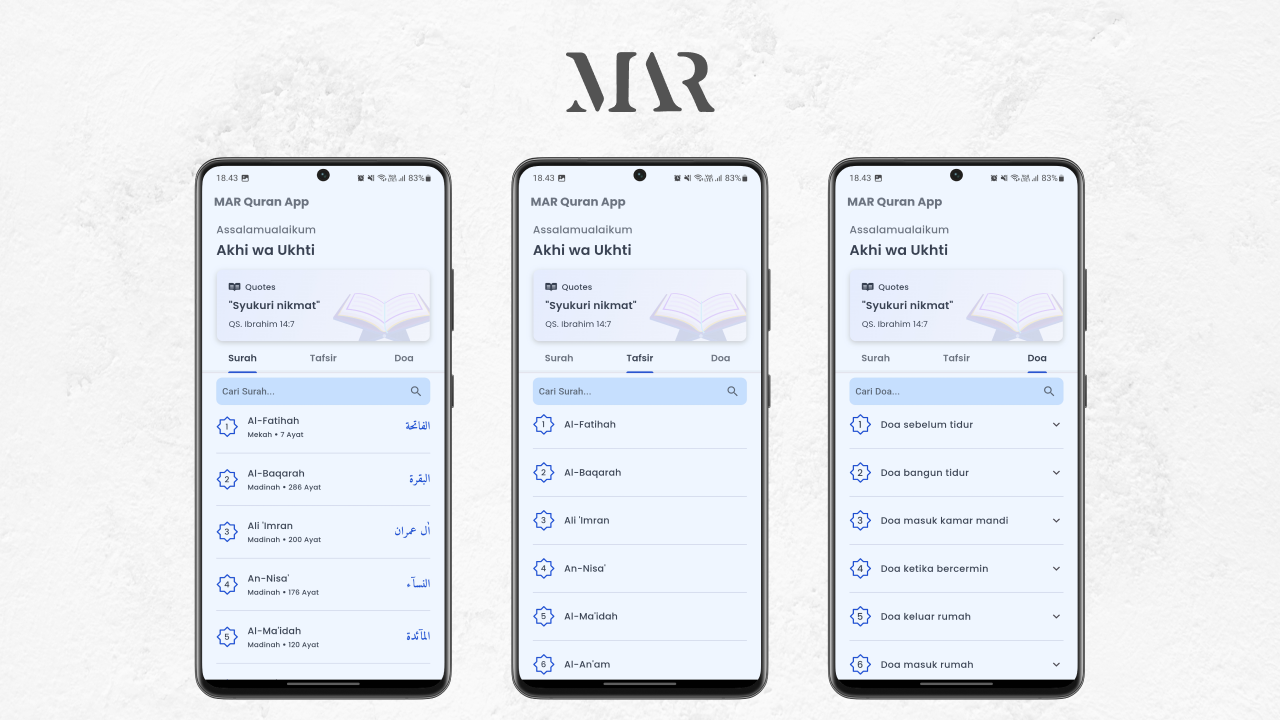 MAR
18.43
83%
MAR Quran App
Assalamualaikum
Akhi wa Ukhti
Quotes
"Syukuri nikmat"
QS. Ibrahim 14:7
Surah Tafsir Doa
Cari Surah...
1 Al-Fatihah الفاتحة
Mekah • 7 Ayat
2 Al-Baqarah البقرة
Madinah • 286 Ayat
3 Ali 'Imran اٰل عمران
Madinah • 200 Ayat
4 An-Nisa' النسآء
Madinah • 176 Ayat
5 Al-Ma'idah المآئدة
Madinah • 120 Ayat
18.43
83%
MAR Quran App
Assalamualaikum
Akhi wa Ukhti
Quotes
"Syukuri nikmat"
QS. Ibrahim 14:7
Surah Tafsir Doa
Cari Surah...
1 Al-Fatihah
2 Al-Baqarah
3 Ali 'Imran
4 An-Nisa'
5 Al-Ma'idah
6 Al-An'am
18.43
83%
MAR Quran App
Assalamualaikum
Akhi wa Ukhti
Quotes
"Syukuri nikmat"
QS. Ibrahim 14:7
Surah Tafsir Doa
Cari Doa...
1 Doa sebelum tidur
2 Doa bangun tidur
3 Doa masuk kamar mandi
4 Doa ketika bercermin
5 Doa keluar rumah
6 Doa masuk rumah